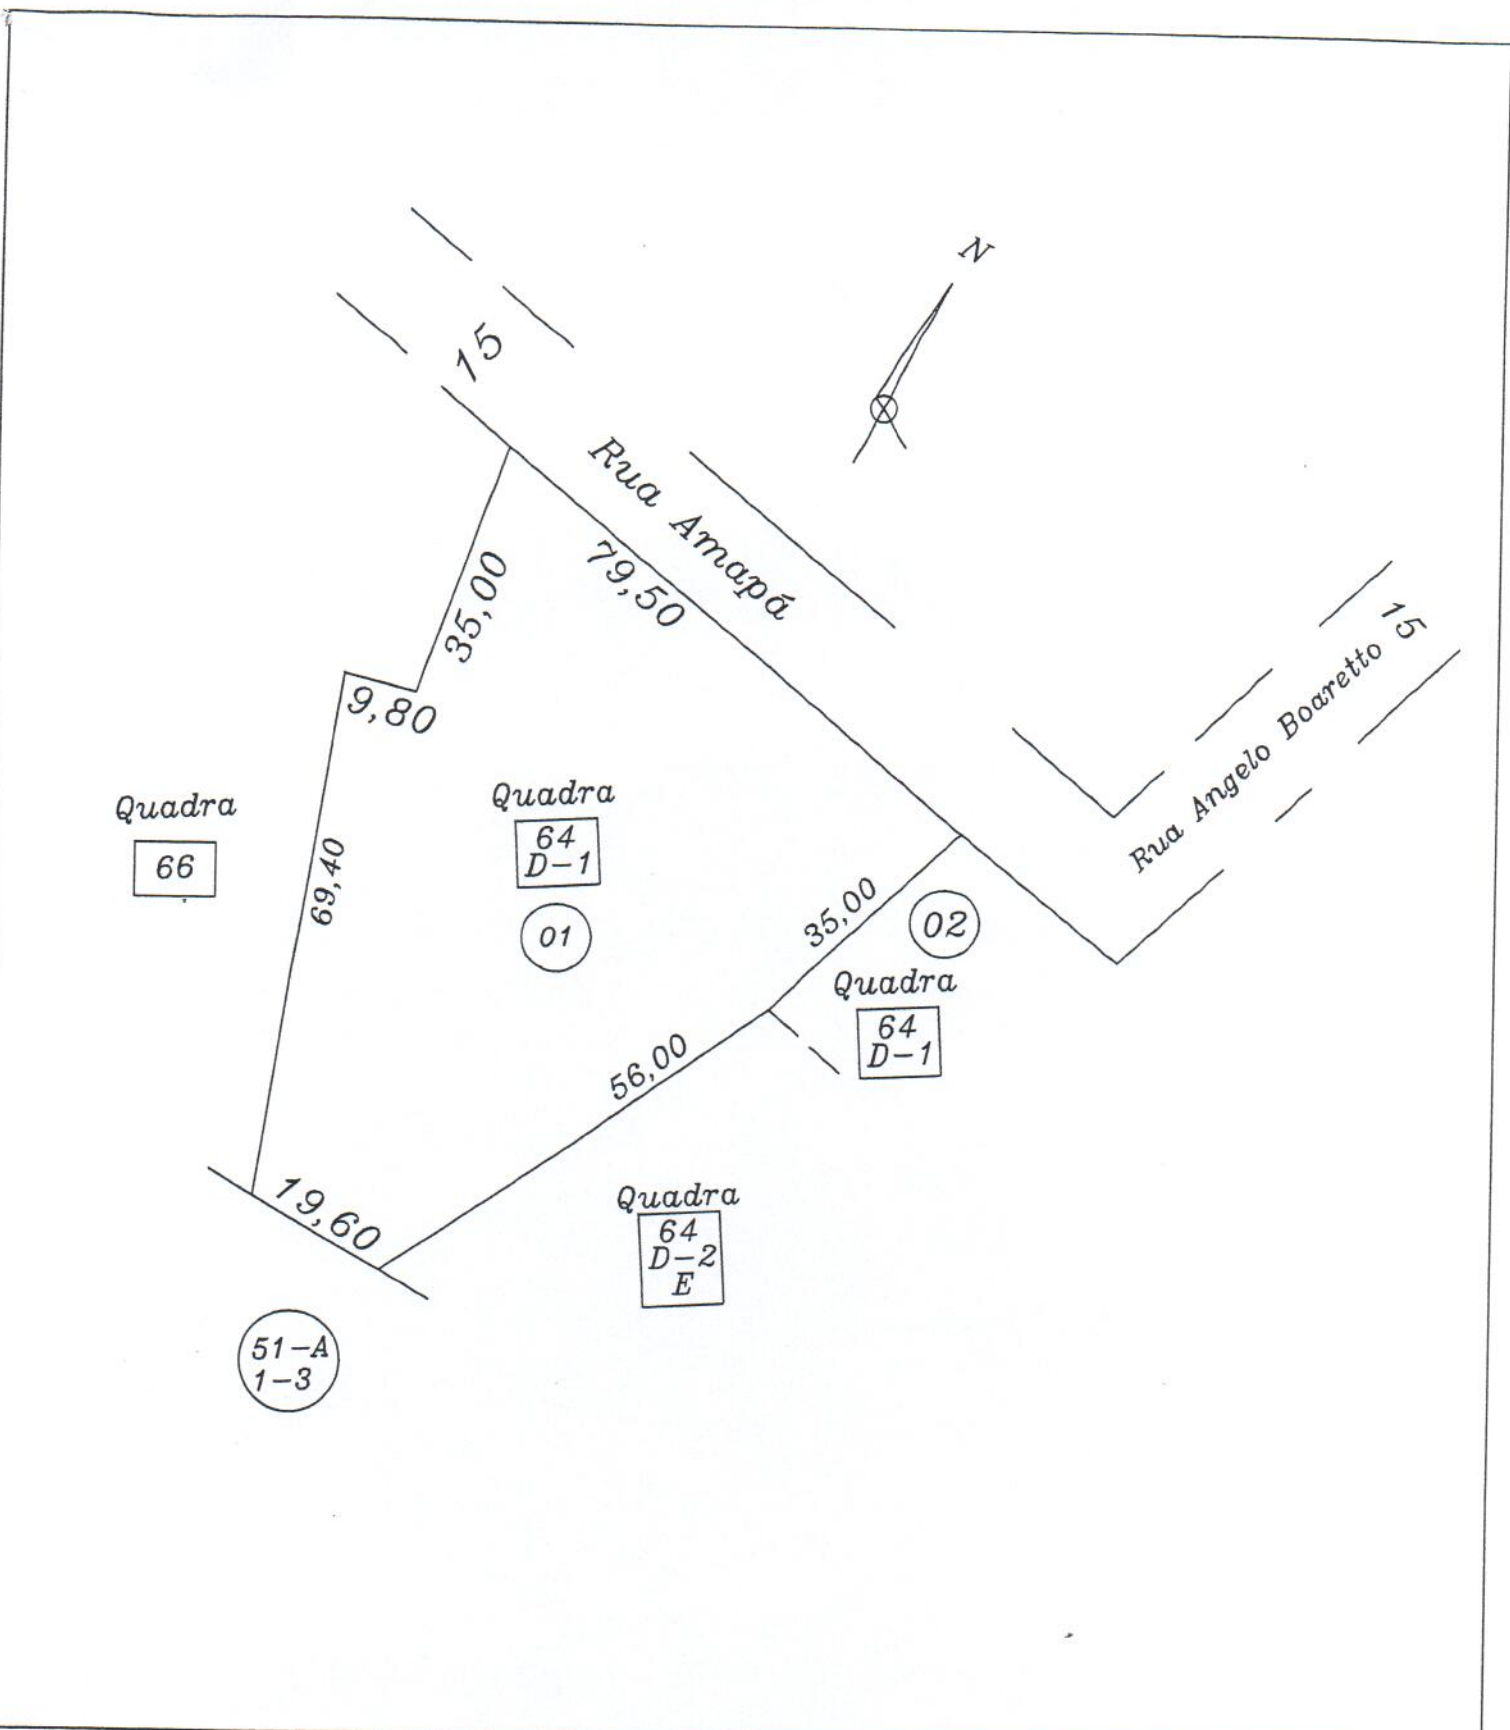 N
15
Rua Amapá
79,50
35,00
9,80
15
Rua Angelo Boaretto
Quadra
66
69,40
Quadra
64
D-1
01
35,00
02
Quadra
64
D-1
56,00
19,60
Quadra
64
D-2
E
51-A
1-3